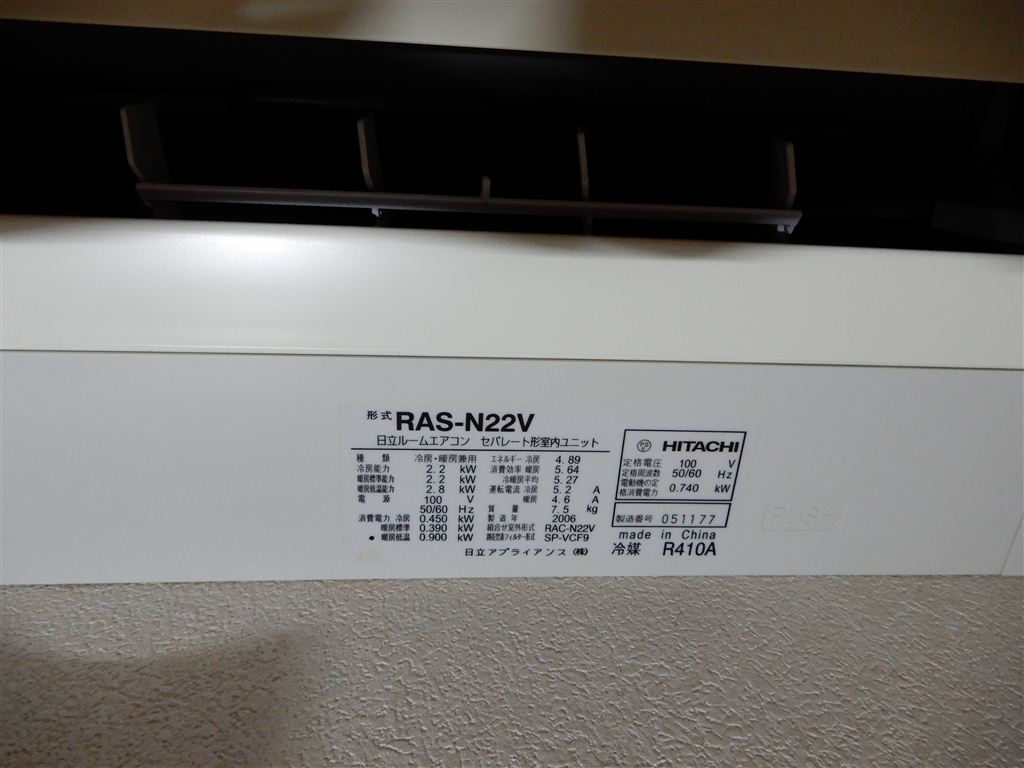 形式 RAS-N22V
日立ルームエアコン セパレート形室内ユニット
種類 冷房・暖房兼用
冷房能力 2.2 kW
暖房標準能力 2.2 kW
暖房低温能力 2.8 kW
電源 100 V
50/60 Hz
消費電力 冷房 0.450 kW
暖房標準 0.390 kW
暖房低温 0.900 kW
エネルギー 冷房 4.89
消費効率 暖房 5.64
冷暖房平均 5.27
運転電流 冷房 5.2 A
暖房 4.6 A
質量 7.5 kg
製造年 2006
組合せ室外形式 RAC-N22V
フィルター形式 SP-VCF9
日立アプライアンス(株)
PS HITACHI
定格電圧 100 V
定格周波数 50/60 Hz
電動機の定
格消費電力 0.740 kW
製造番号 051177
made in China
冷媒 R410A
PUSH